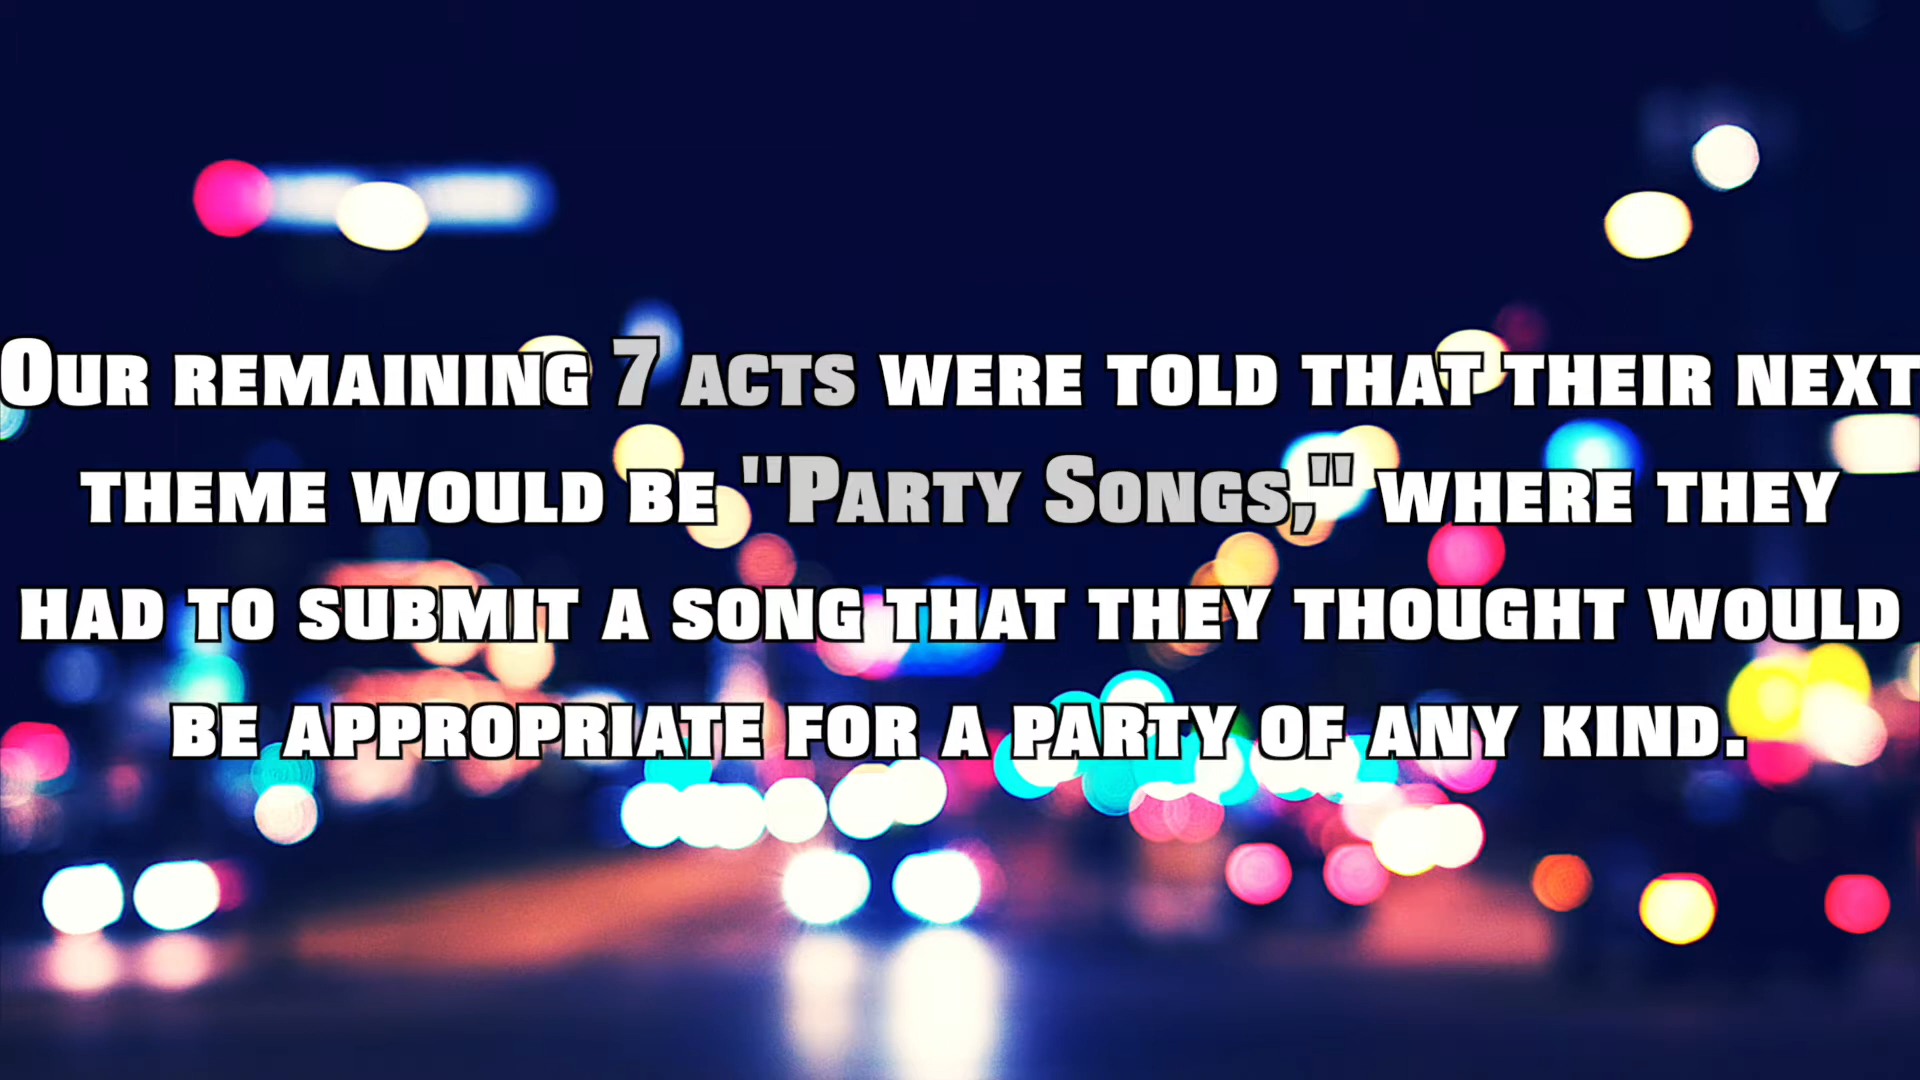 Our remaining 7 acts were told that their next
theme would be "Party Songs," where they
had to submit a song that they thought would
be appropriate for a party of any kind.